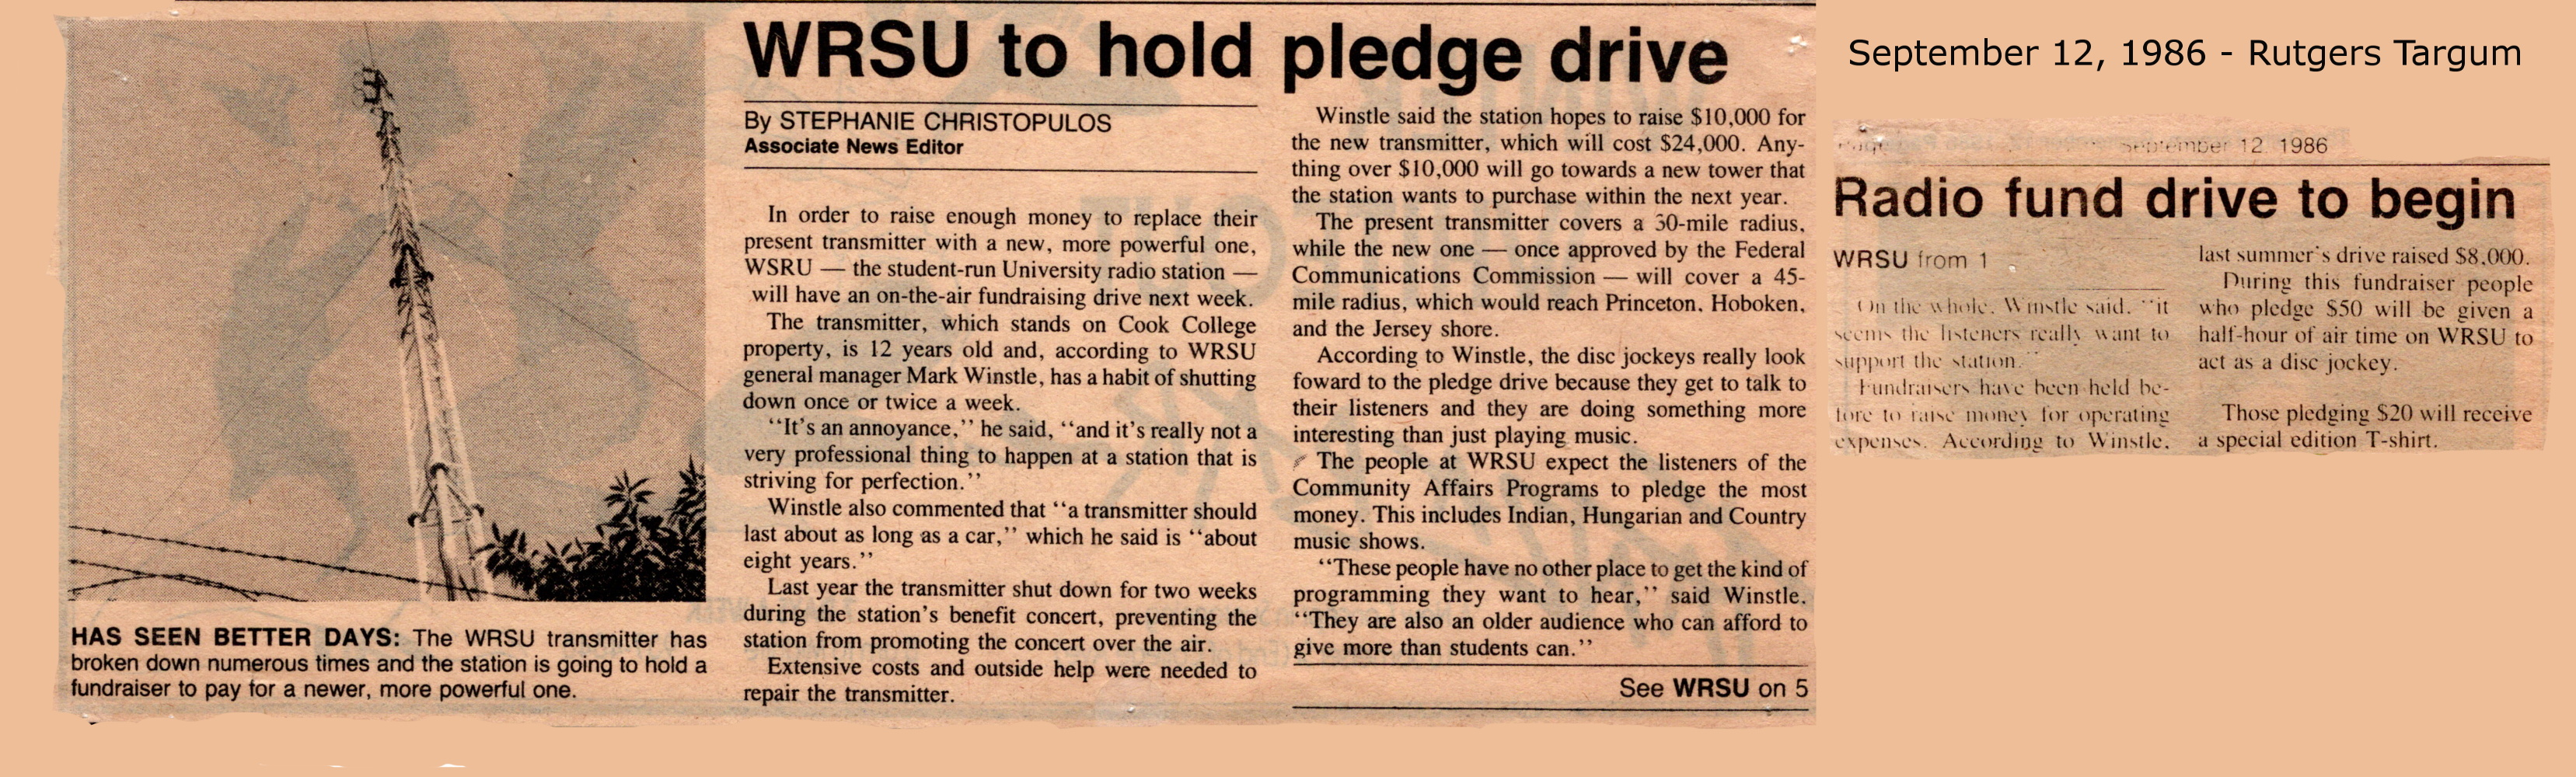 WRSU to hold pledge drive
By STEPHANIE CHRISTOPULOS
Associate News Editor
In order to raise enough money to replace their
present transmitter with a new, more powerful one,
WSRU — the student-run University radio station —
will have an on-the-air fundraising drive next week.
The transmitter, which stands on Cook College
property, is 12 years old and, according to WRSU
general manager Mark Winstle, has a habit of shutting
down once or twice a week.
‘‘It’s an annoyance,’’ he said, ‘‘and it’s really not a
very professional thing to happen at a station that is
striving for perfection.’’
Winstle also commented that ‘‘a transmitter should
last about as long as a car,’’ which he said is ‘‘about
eight years.’’
Last year the transmitter shut down for two weeks
during the station’s benefit concert, preventing the
station from promoting the concert over the air.
Extensive costs and outside help were needed to
repair the transmitter.
Winstle said the station hopes to raise $10,000 for
the new transmitter, which will cost $24,000. Any-
thing over $10,000 will go towards a new tower that
the station wants to purchase within the next year.
The present transmitter covers a 30-mile radius,
while the new one — once approved by the Federal
Communications Commission — will cover a 45-
mile radius, which would reach Princeton, Hoboken,
and the Jersey shore.
According to Winstle, the disc jockeys really look
foward to the pledge drive because they get to talk to
their listeners and they are doing something more
interesting than just playing music.
The people at WRSU expect the listeners of the
Community Affairs Programs to pledge the most
money. This includes Indian, Hungarian and Country
music shows.
‘‘These people have no other place to get the kind of
programming they want to hear,’’ said Winstle.
‘‘They are also an older audience who can afford to
give more than students can.’’
See WRSU on 5
HAS SEEN BETTER DAYS: The WRSU transmitter has
broken down numerous times and the station is going to hold a
fundraiser to pay for a newer, more powerful one.
September 12, 1986 - Rutgers Targum
September 12, 1986
Radio fund drive to begin
WRSU from 1
On the whole, Winstle said, ‘‘it
seems the listeners really want to
support the station.’’
Fundraisers have been held be-
fore to raise money for operating
expenses. According to Winstle,
last summer’s drive raised $8,000.
During this fundraiser people
who pledge $50 will be given a
half-hour of air time on WRSU to
act as a disc jockey.
Those pledging $20 will receive
a special edition T-shirt.